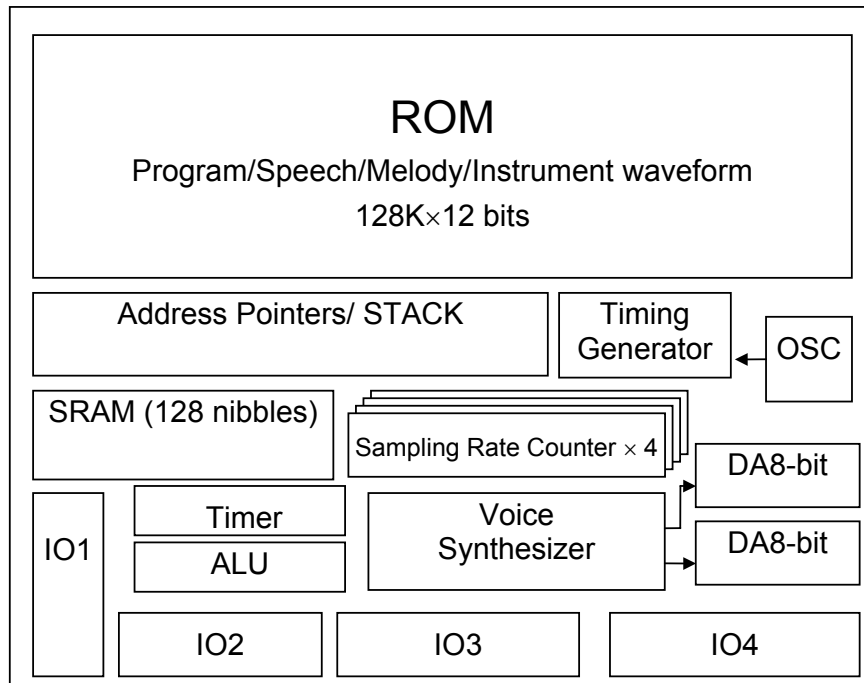 ROM
Program/Speech/Melody/Instrument waveform
128K×12 bits
Address Pointers/ STACK
Timing
Generator
OSC
SRAM (128 nibbles)
Sampling Rate Counter × 4
DA8-bit
IO1
Timer
Voice
Synthesizer
DA8-bit
ALU
IO2
IO3
IO4